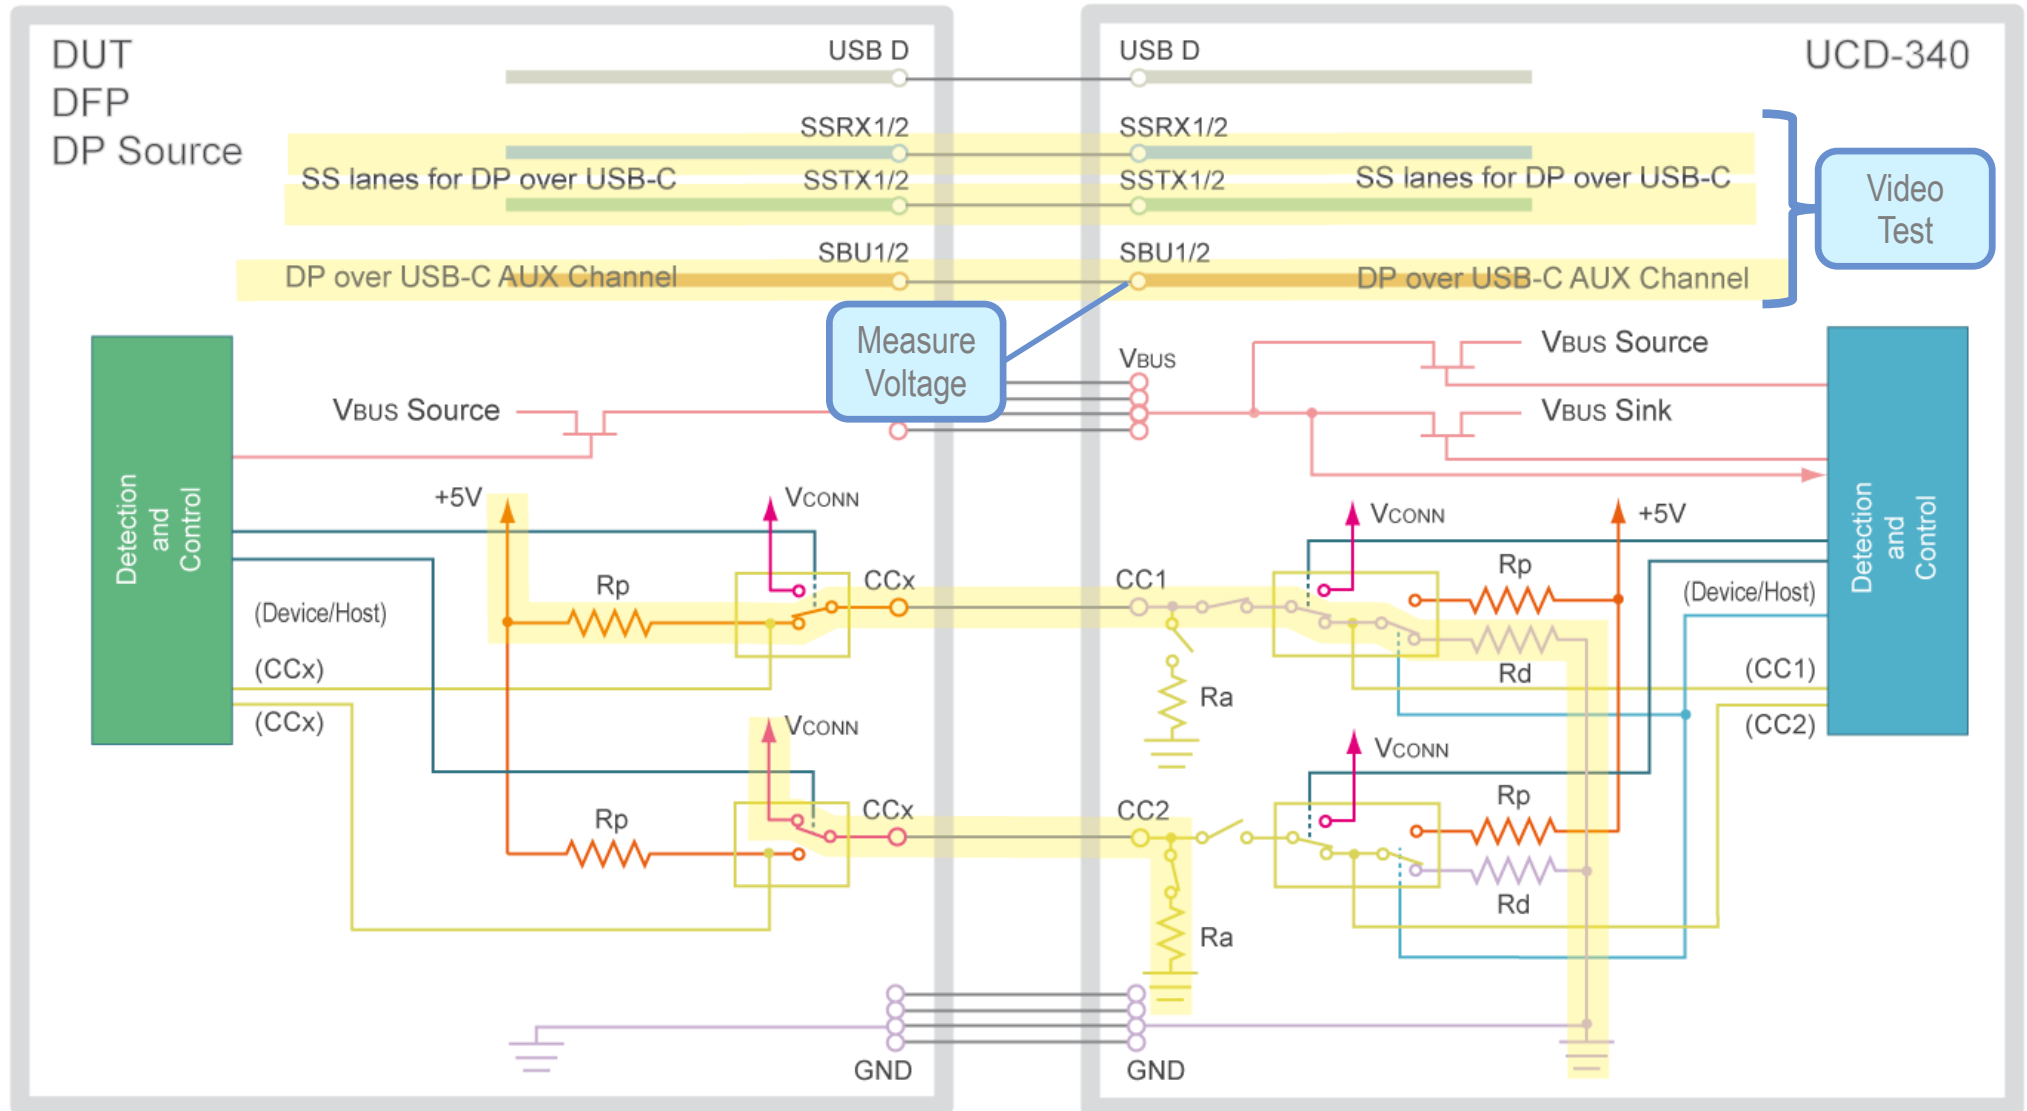 DUT
DFP
DP Source
UCD-340
USB D
USB D
SSRX1/2
SSRX1/2
SS lanes for DP over USB-C
SSTX1/2
SSTX1/2
SS lanes for DP over USB-C
Video
Test
SBU1/2
SBU1/2
DP over USB-C AUX Channel
DP over USB-C AUX Channel
Measure
Voltage
VBUS
VBUS Source
VBUS Source
VBUS Sink
Detection
and
Control
+5V
VCONN
VCONN
+5V
Detection
and
Control
Rp
CCx
CC1
Rp
(Device/Host)
(Device/Host)
(CCx)
Ra
Rd
(CC1)
(CCx)
VCONN
VCONN
(CC2)
Rp
CCx
CC2
Rp
Ra
Rd
GND
GND